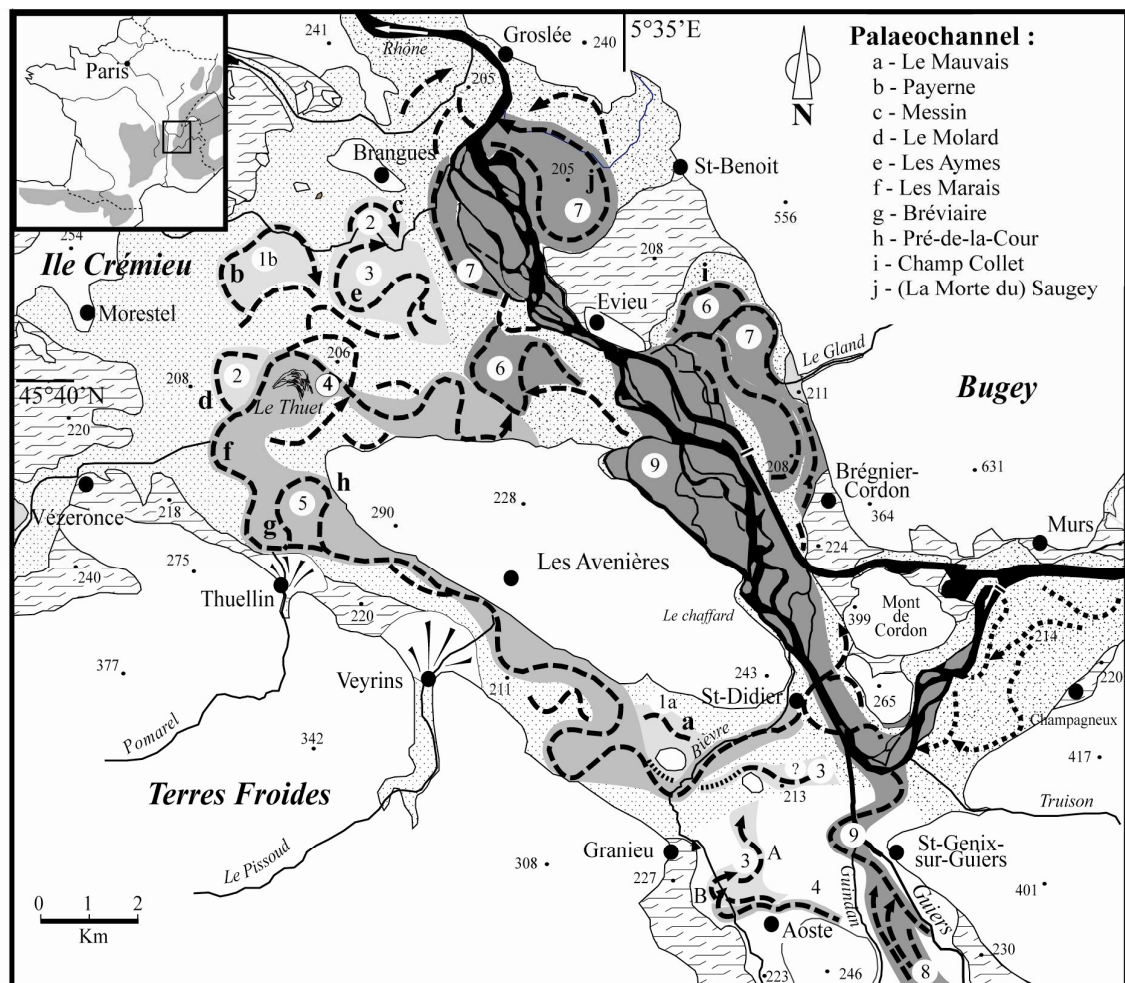 Paris
241
Rhône
Groslée
240
5°35'E
N
Palaeochannel :
a - Le Mauvais
b - Payerne
c - Messin
d - Le Molard
e - Les Aymes
f - Les Marais
g - Bréviaire
h - Pré-de-la-Cour
i - Champ Collet
j - (La Morte du) Saugey
205
Brangues
St-Benoit
205
j
7
556
254
Ile Crémieu
2
c
1b
b
3
e
7
208
i
Evieu
6
7
Morestel
206
208
2
4
6
Le Gland
211
45°40'N
d
Le Thuet
Bugey
220
f
9
208
Brégnier-
Cordon
631
Vézeronce
218
h
5
g
228
290
364
Murs
275
224
240
Thuellin
Les Avenières
Le chaffard
399
Mont
de
Cordon
214
220
377
Veyrins
211
243
St-Didier
265
220
Champagneux
1a
a
Bièvre
Pomarel
342
? 3
213
417
Terres Froides
Truison
9
Le Pissoud
308
Granieu
3
A
St-Genix-
sur-Guiers
227
B
4
Guindan
Guiers
401
0 1 2
Km
Aoste
230
223
246
8